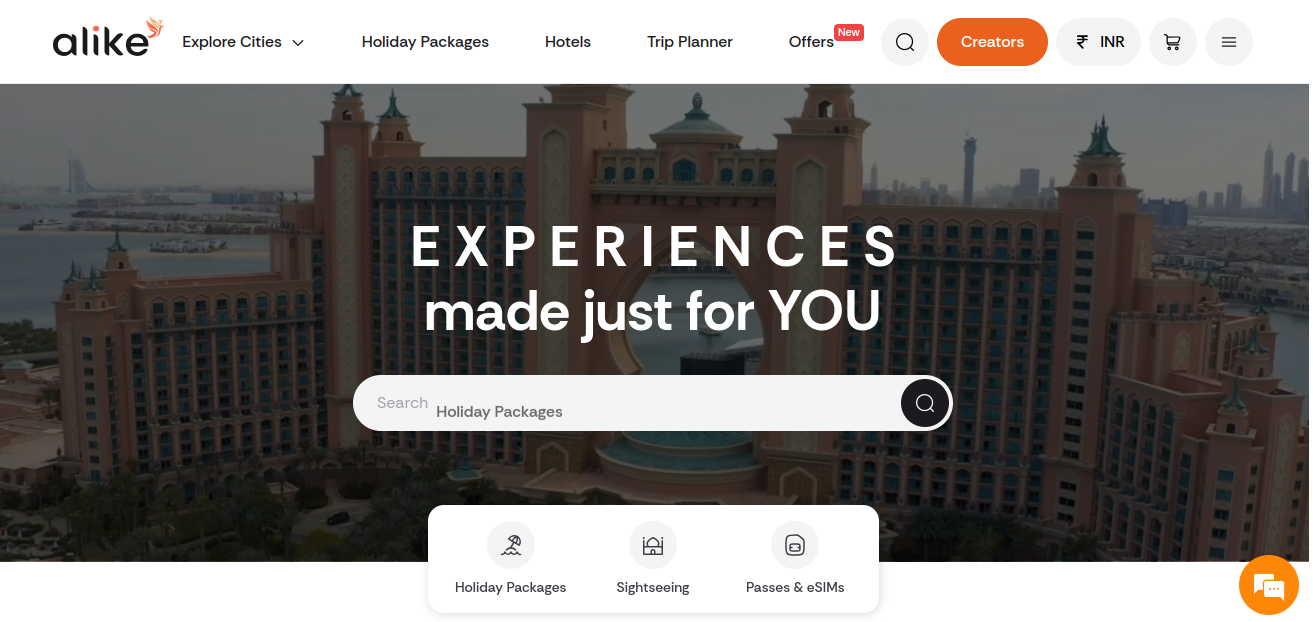 alike
Explore Cities
Holiday Packages
Hotels
Trip Planner
Offers
New
Creators
₹ INR
EXPERIENCES
made just for YOU
Search Holiday Packages
Holiday Packages
Sightseeing
Passes & eSIMs